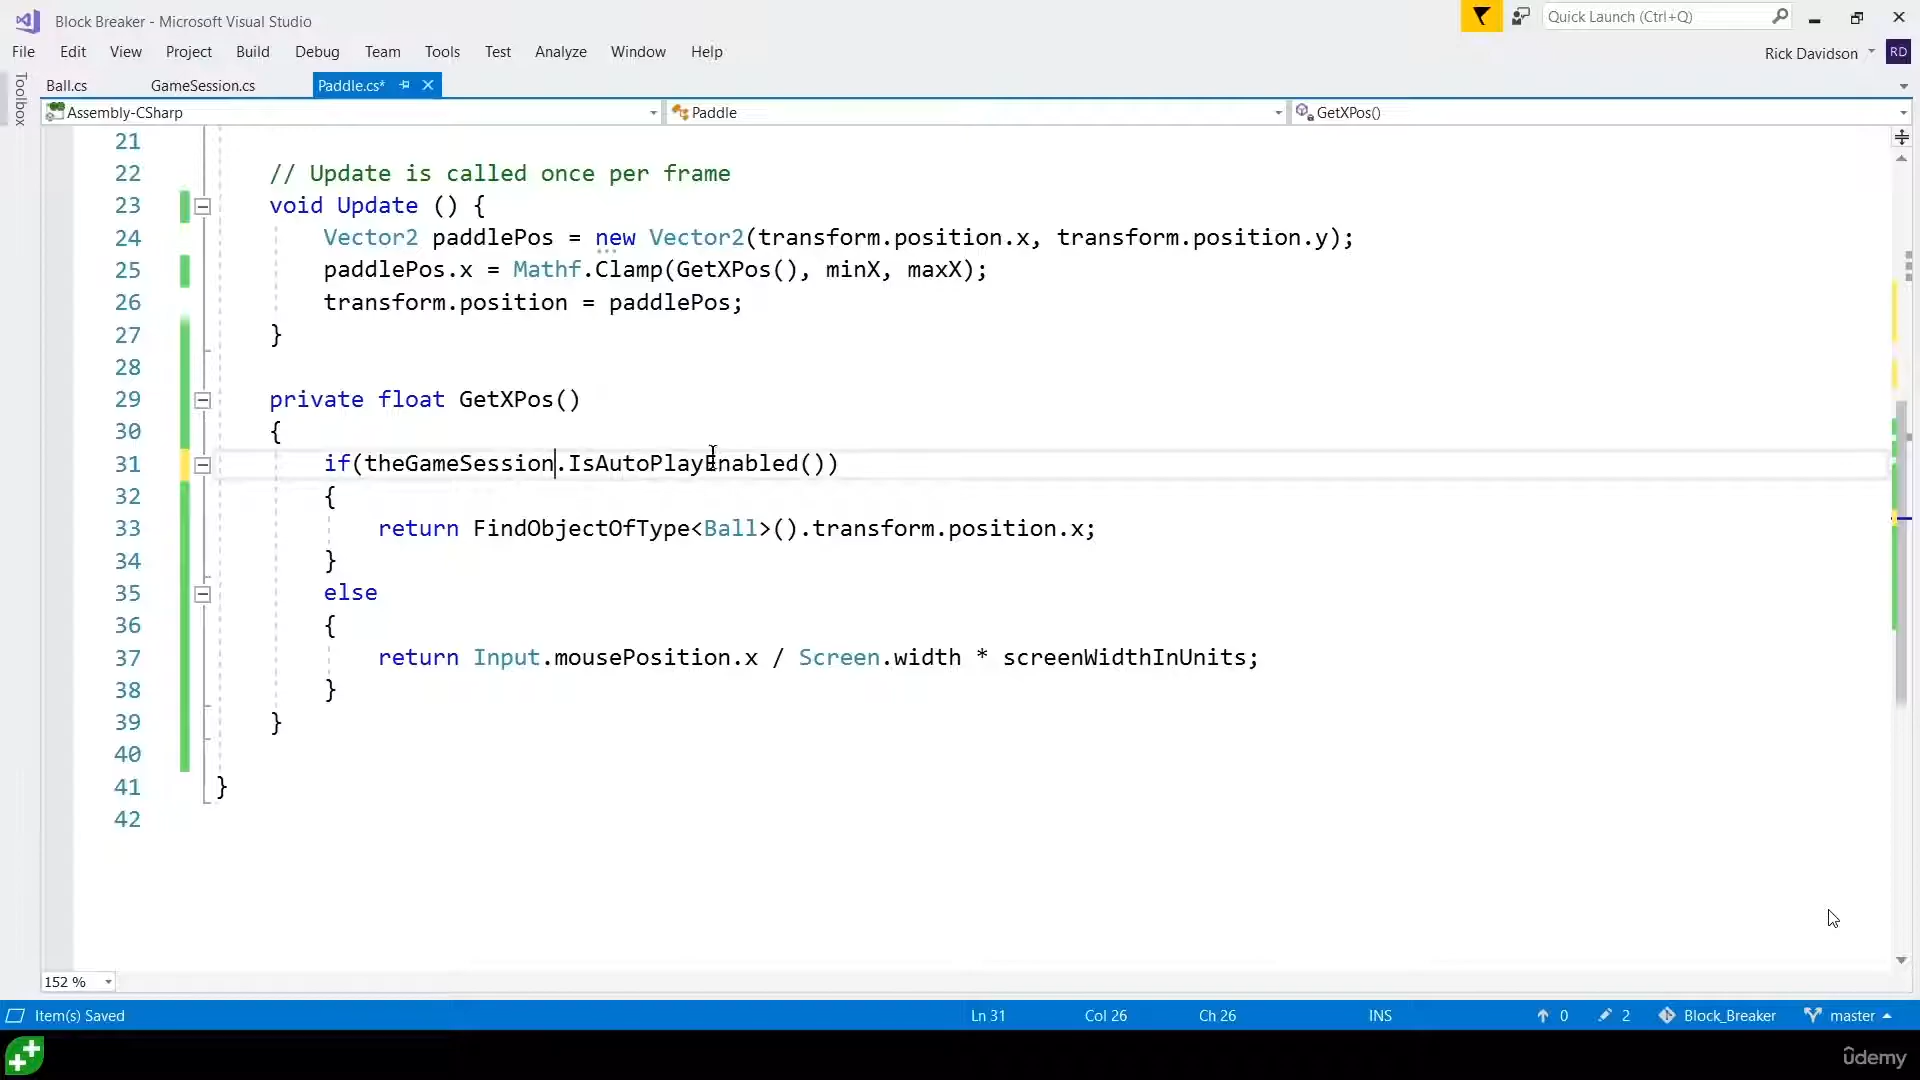 Block Breaker - Microsoft Visual Studio
Quick Launch (Ctrl+Q)
File Edit View Project Build Debug Team Tools Test Analyze Window Help
Rick Davidson RD
Toolbox
Ball.cs GameSession.cs Paddle.cs*
Assembly-CSharp Paddle GetXPos()
21
22 // Update is called once per frame
23 void Update () {
24 Vector2 paddlePos = new Vector2(transform.position.x, transform.position.y);
25 paddlePos.x = Mathf.Clamp(GetXPos(), minX, maxX);
26 transform.position = paddlePos;
27 }
28
29 private float GetXPos()
30 {
31 if(theGameSession.IsAutoPlayEnabled())
32 {
33 return FindObjectOfType<Ball>().transform.position.x;
34 }
35 else
36 {
37 return Input.mousePosition.x / Screen.width * screenWidthInUnits;
38 }
39 }
40
41 }
42
152 %
Item(s) Saved Ln 31 Col 26 Ch 26 INS 0 2 Block_Breaker master
ûdemy